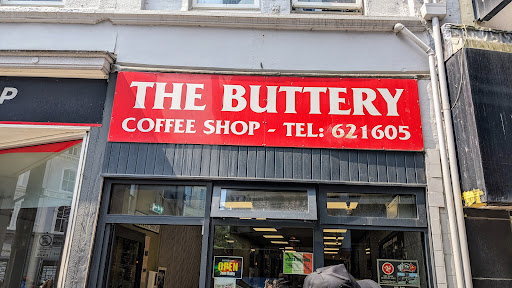 P
THE BUTTERY
COFFEE SHOP - TEL: 621605
OPEN